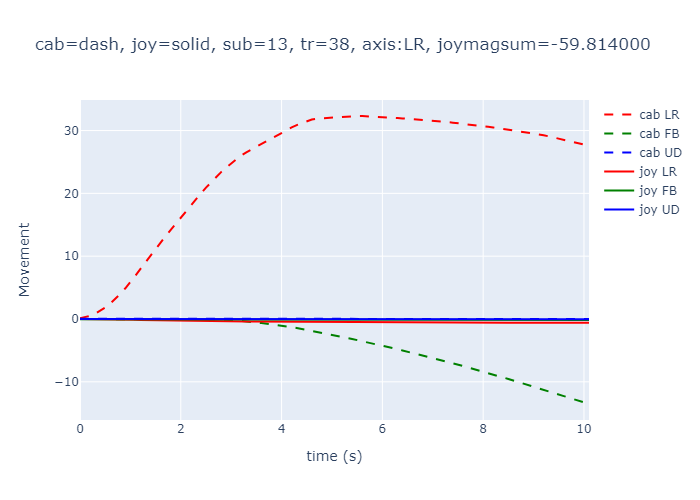 cab=dash, joy=solid, sub=13, tr=38, axis:LR, joymagsum=-59.814000
cab LR
cab FB
cab UD
joy LR
joy FB
joy UD
30
20
10
0
−10
Movement
0
2
4
6
8
10
time (s)